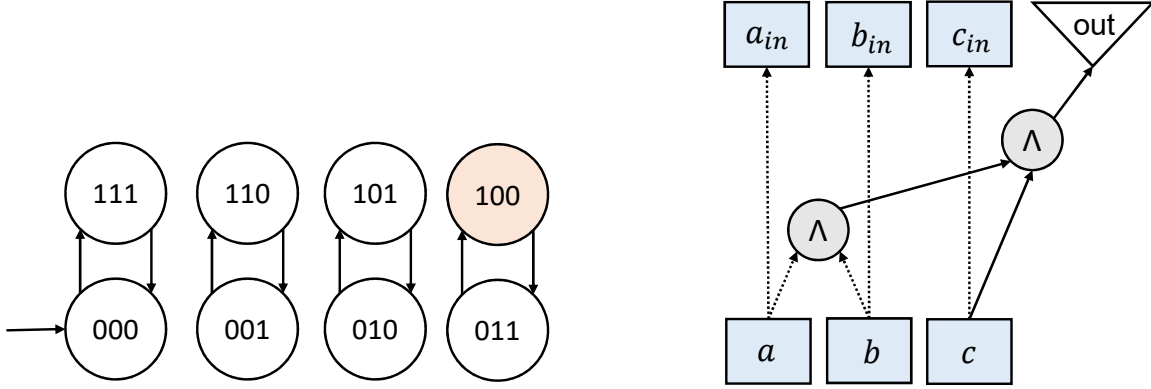 a_in b_in c_in out
Λ
111 110 101 100
Λ
000 001 010 011
a b c